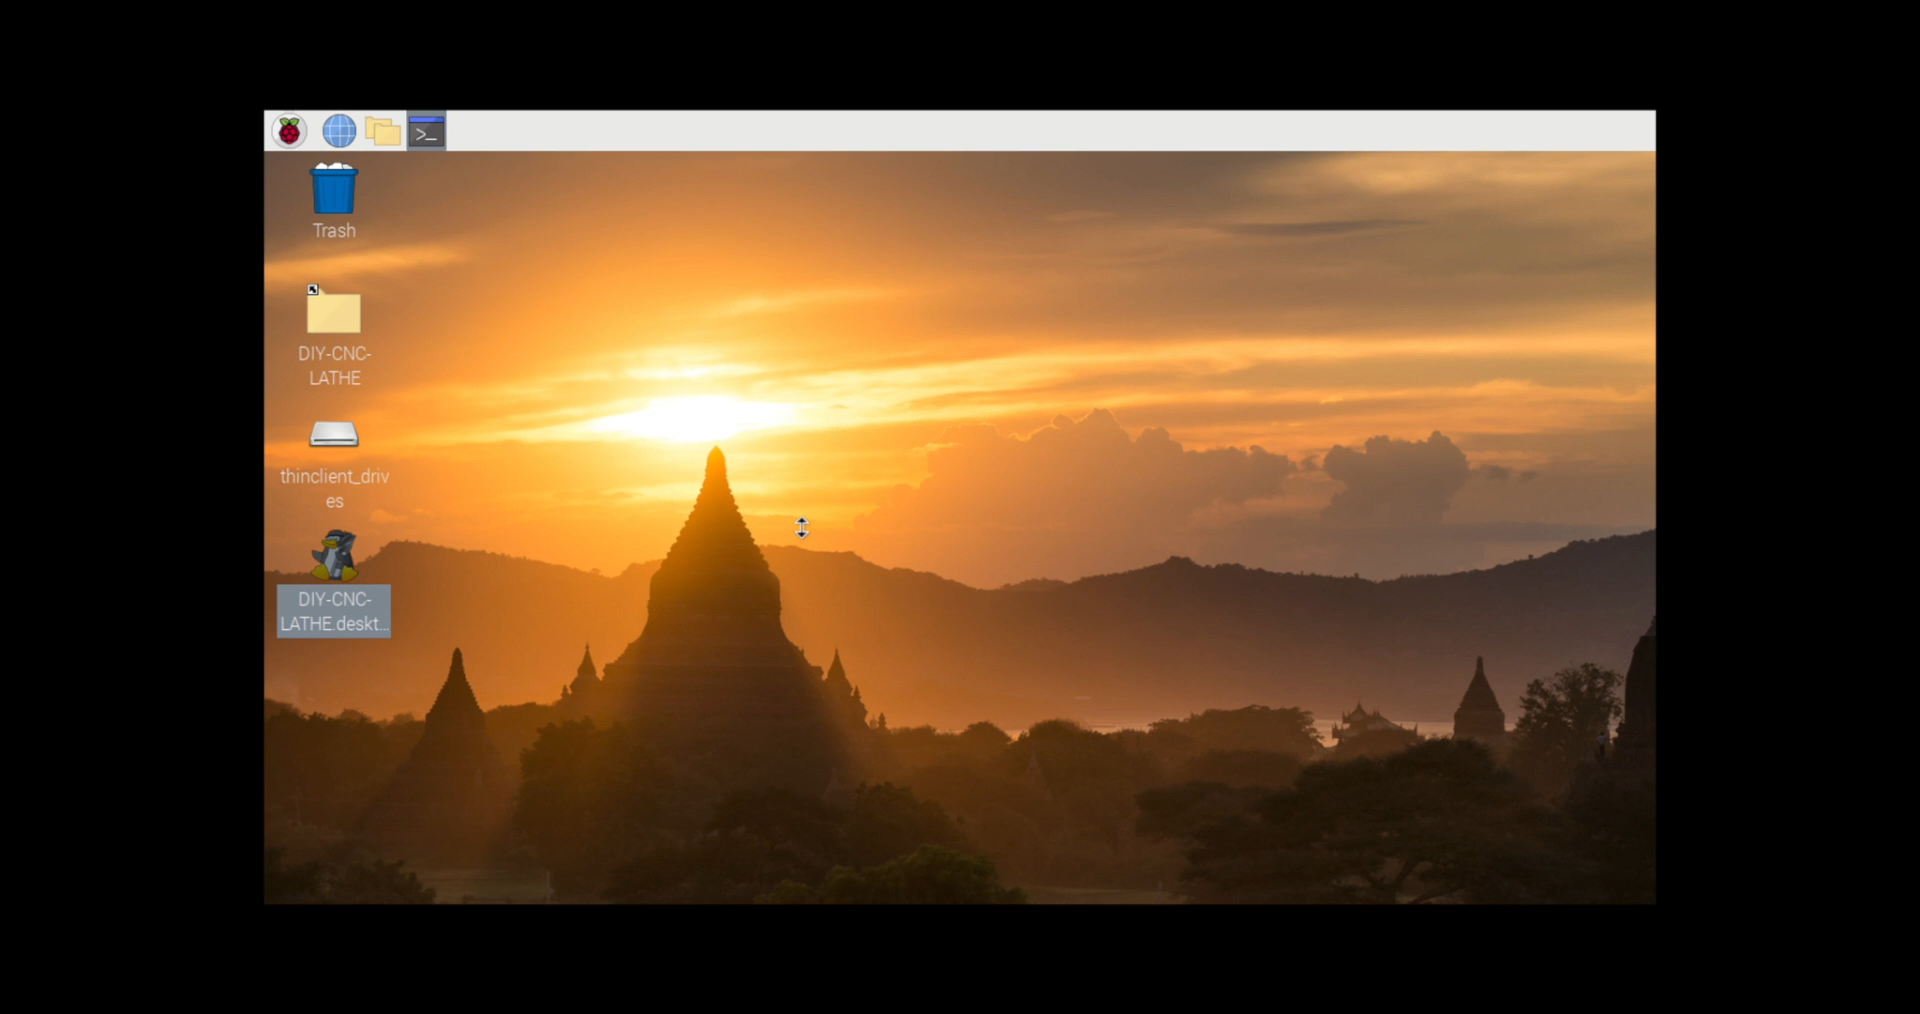 >_
Trash
DIY-CNC-
LATHE
thinclient_driv
es
DIY-CNC-
LATHE.deskt...